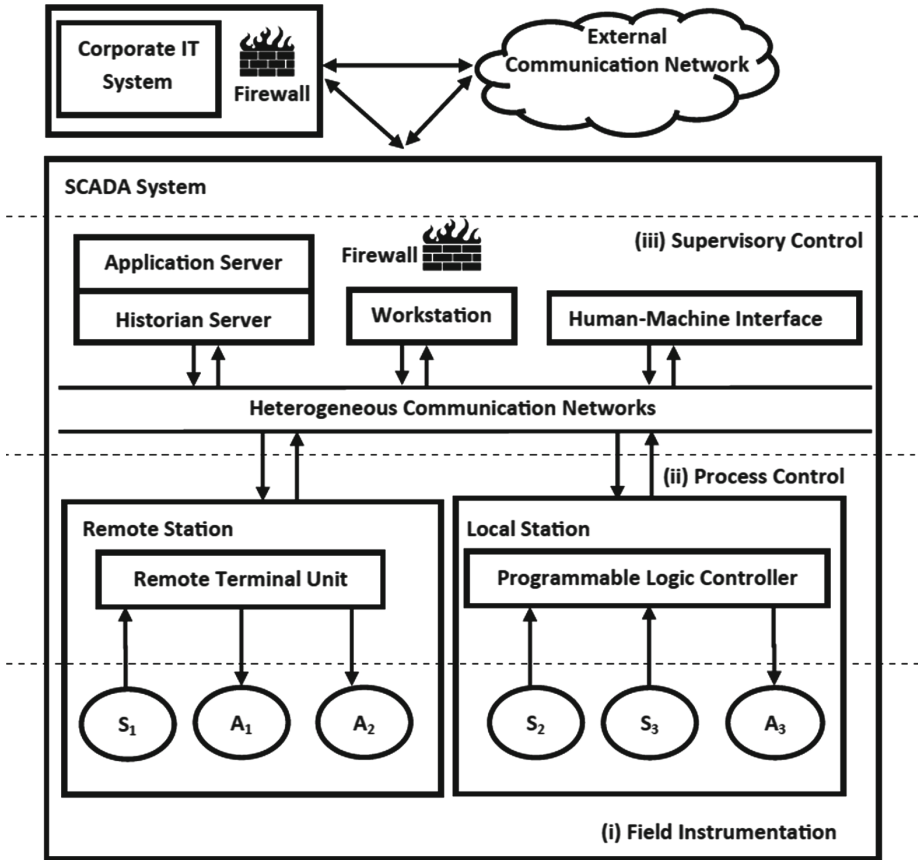 Corporate IT
System
Firewall
External
Communication Network
SCADA System
(iii) Supervisory Control
Application Server
Historian Server
Firewall
Workstation
Human-Machine Interface
Heterogeneous Communication Networks
(ii) Process Control
Remote Station
Remote Terminal Unit
S₁
A₁
A₂
Local Station
Programmable Logic Controller
S₂
S₃
A₃
(i) Field Instrumentation